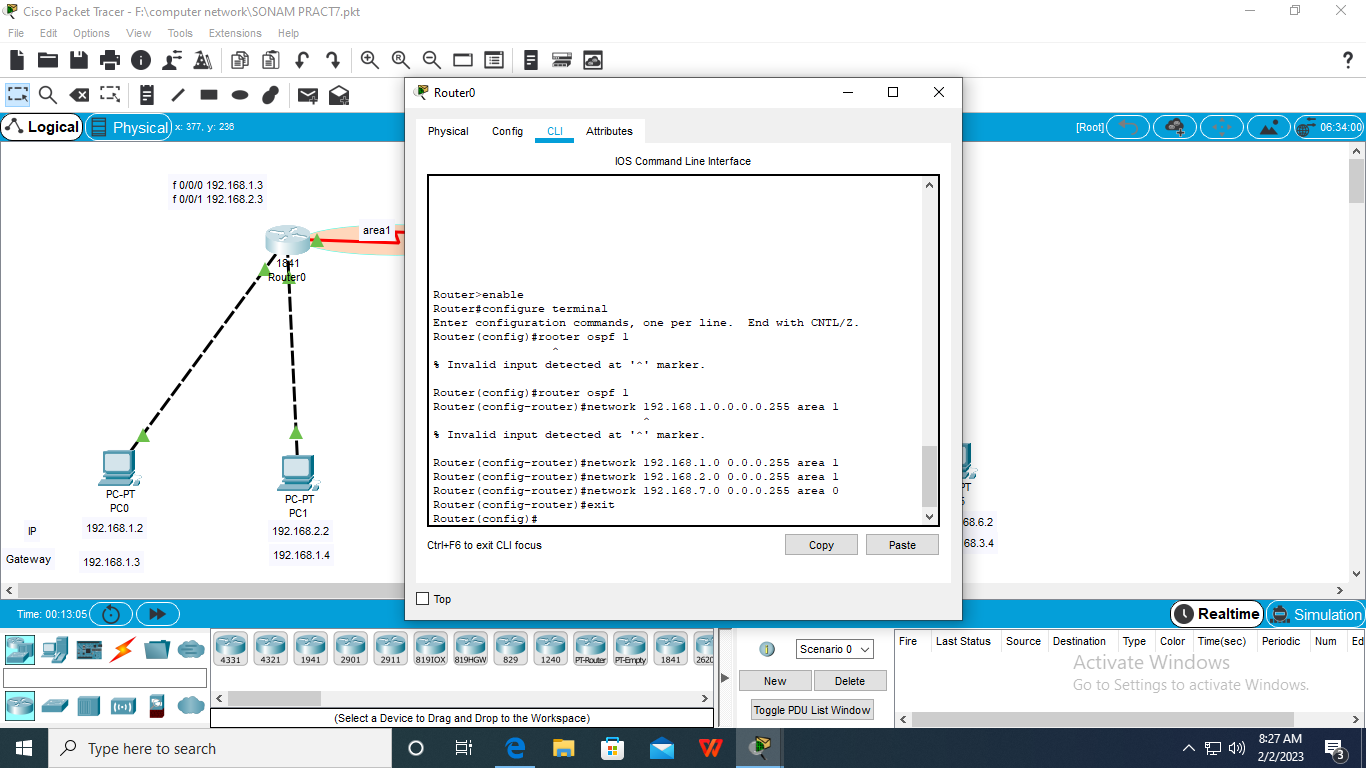 Cisco Packet Tracer - F:\computer network\SONAM PRACT7.pkt
File Edit Options View Tools Extensions Help
?
Logical Physical x: 377, y: 236
[Root] 06:34:00
f 0/0/0 192.168.1.3
f 0/0/1 192.168.2.3
area1
1841
Router0
PC-PT
PC0
PC-PT
PC1
IP 192.168.1.2 192.168.2.2
Gateway 192.168.1.3 192.168.1.4
PT
68.6.2
68.3.4
Router0
Physical Config CLI Attributes
IOS Command Line Interface
Router>enable
Router#configure terminal
Enter configuration commands, one per line.  End with CNTL/Z.
Router(config)#rooter ospf 1
^
% Invalid input detected at '^' marker.
Router(config)#router ospf 1
Router(config-router)#network 192.168.1.0.0.0.0.255 area 1
^
% Invalid input detected at '^' marker.
Router(config-router)#network 192.168.1.0 0.0.0.255 area 1
Router(config-router)#network 192.168.2.0 0.0.0.255 area 1
Router(config-router)#network 192.168.7.0 0.0.0.255 area 0
Router(config-router)#exit
Router(config)#
Ctrl+F6 to exit CLI focus Copy Paste
Top
Time: 00:13:05 Realtime Simulation
4331 4321 1941 2901 2911 819IOX 819HGW 829 1240 PT-Router PT-Empty 1841 2620
(Select a Device to Drag and Drop to the Workspace)
Scenario 0
New Delete
Toggle PDU List Window
Fire Last Status Source Destination Type Color Time(sec) Periodic Num Ed
Activate Windows
Go to Settings to activate Windows.
Type here to search
8:27 AM
2/2/2023
3